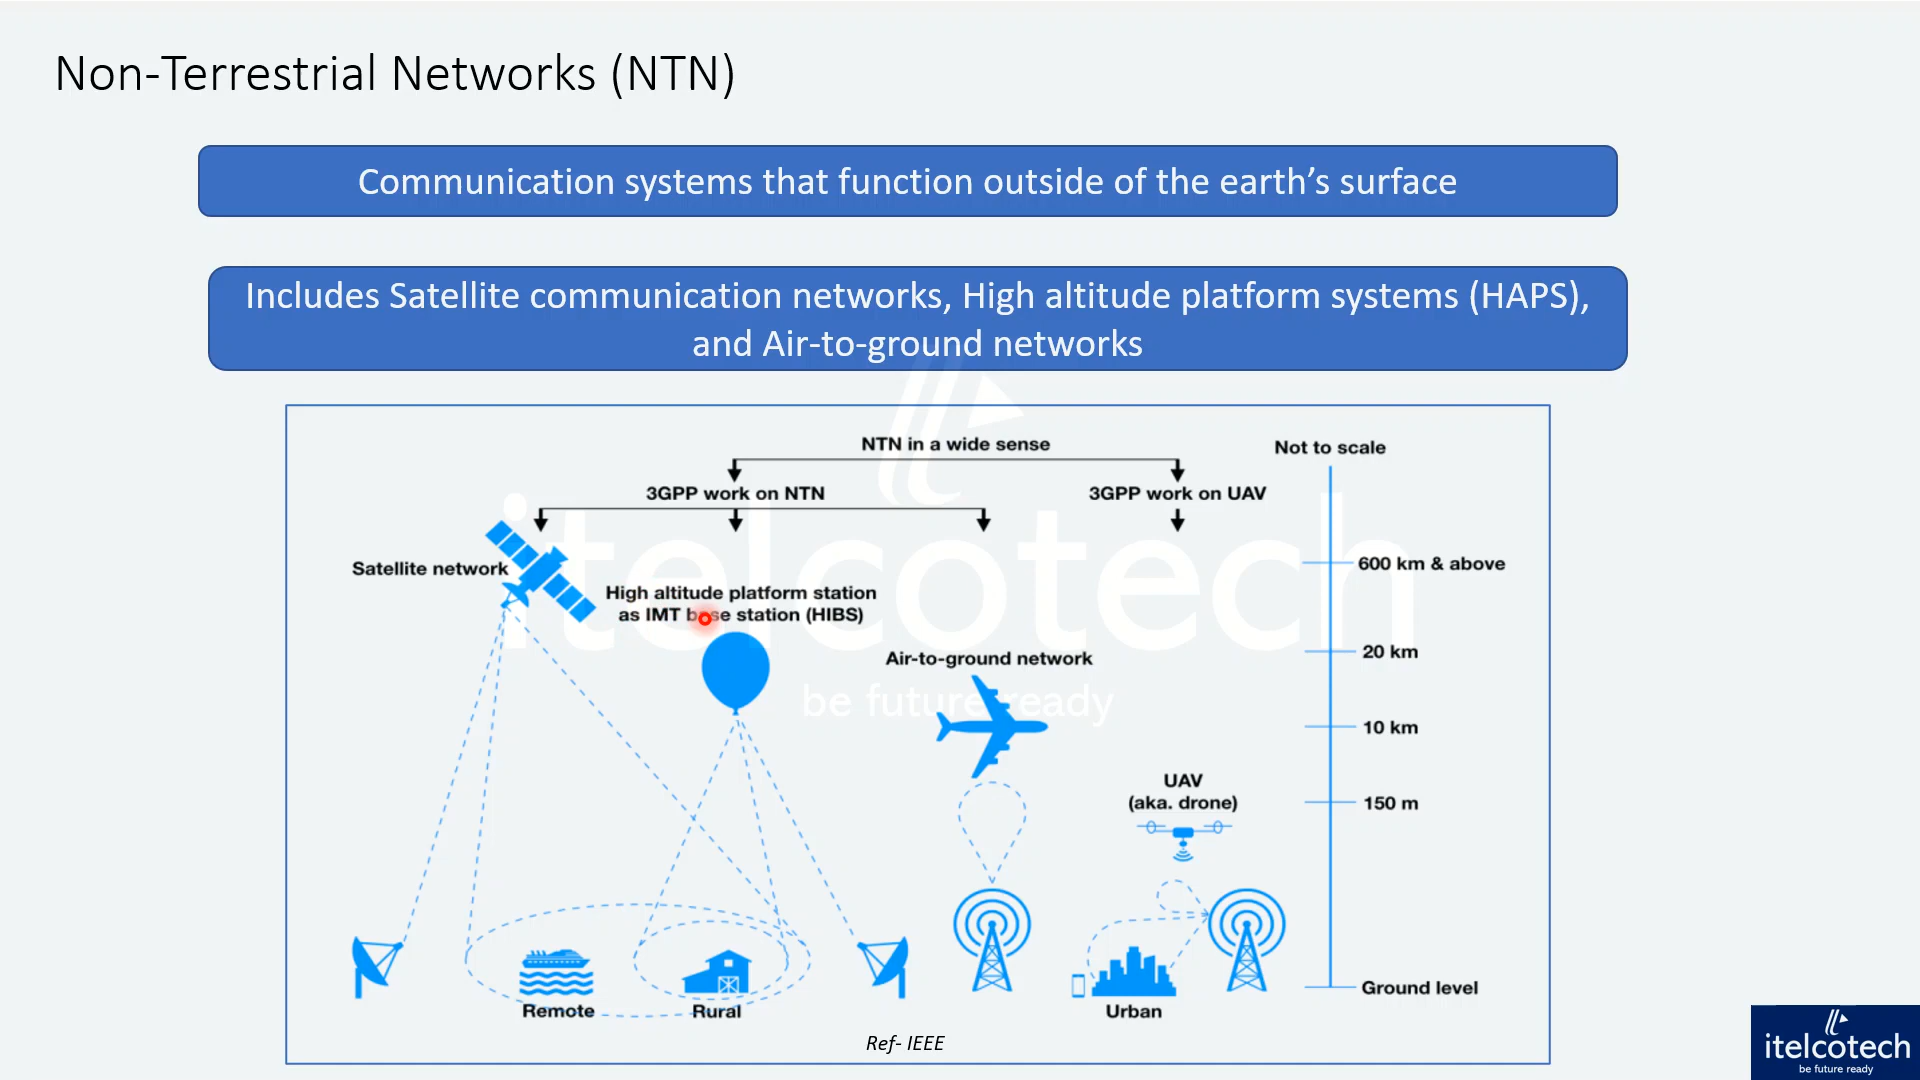 Non-Terrestrial Networks (NTN)
Communication systems that function outside of the earth’s surface
Includes Satellite communication networks, High altitude platform systems (HAPS),
and Air-to-ground networks
NTN in a wide sense
Not to scale
3GPP work on NTN
3GPP work on UAV
Satellite network
600 km & above
High altitude platform station
as IMT base station (HIBS)
Air-to-ground network
20 km
10 km
UAV
(aka. drone)
150 m
Remote
Rural
Urban
Ground level
Ref- IEEE
itelcotech
be future ready
itelcotech
be future ready